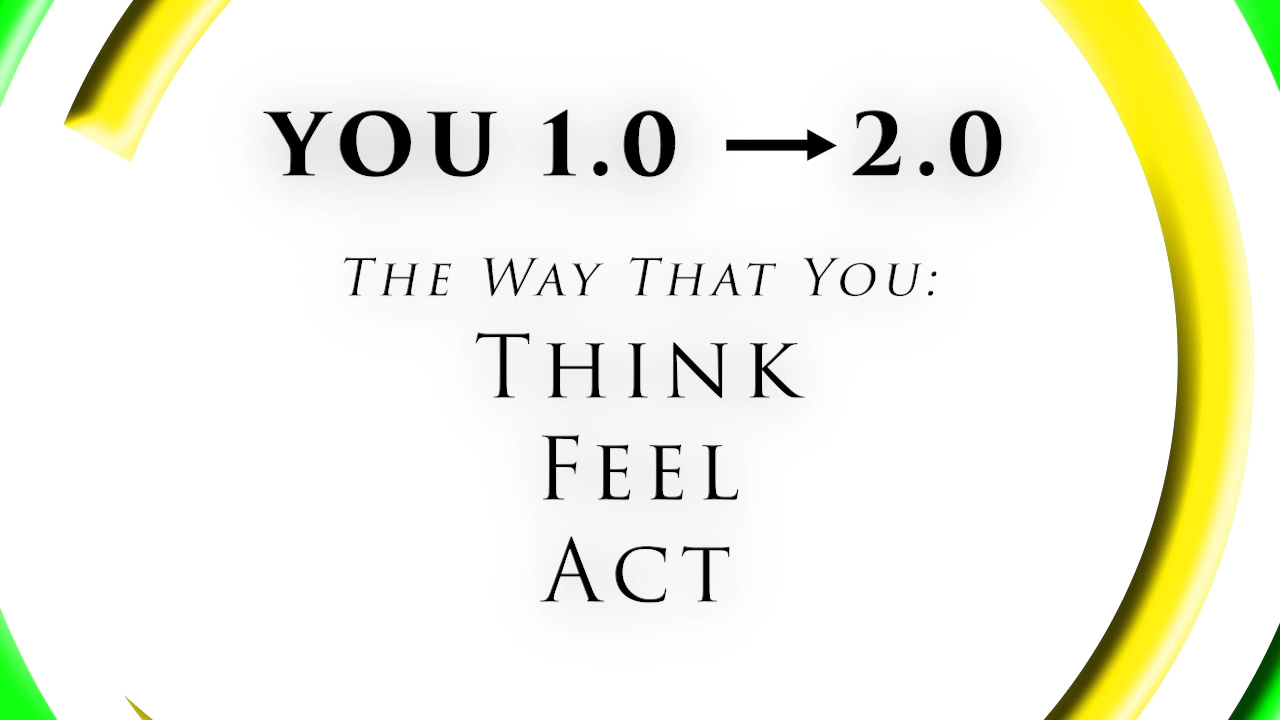 YOU 1.0 → 2.0
THE WAY THAT YOU:
THINK
FEEL
ACT